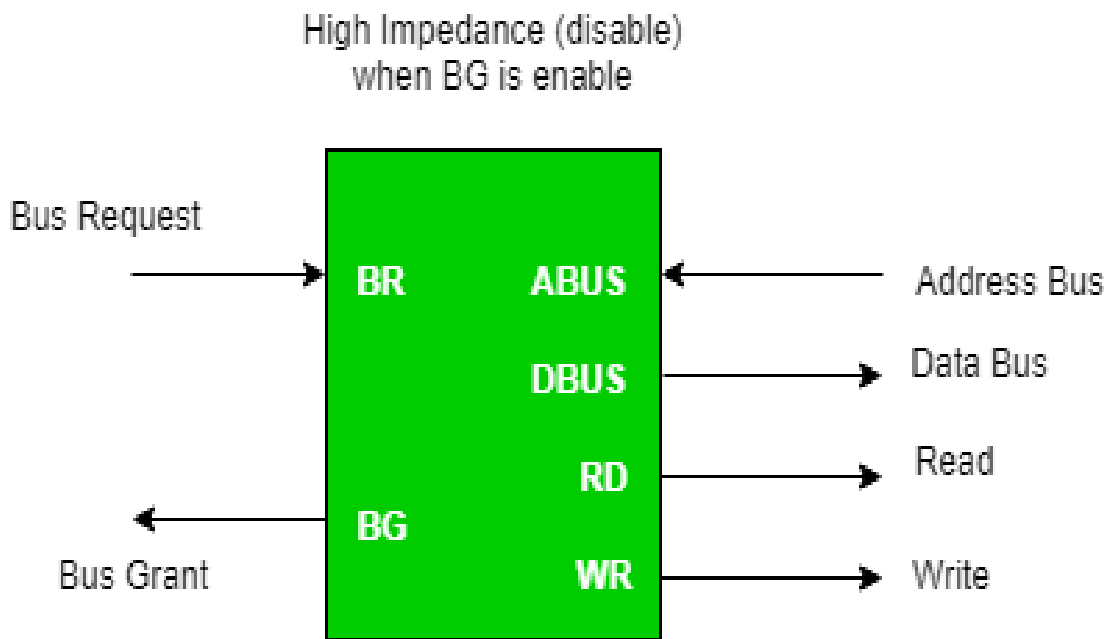 High Impedance (disable)
when BG is enable
Bus Request
BR
ABUS
Address Bus
DBUS
Data Bus
RD
Read
BG
Bus Grant
WR
Write